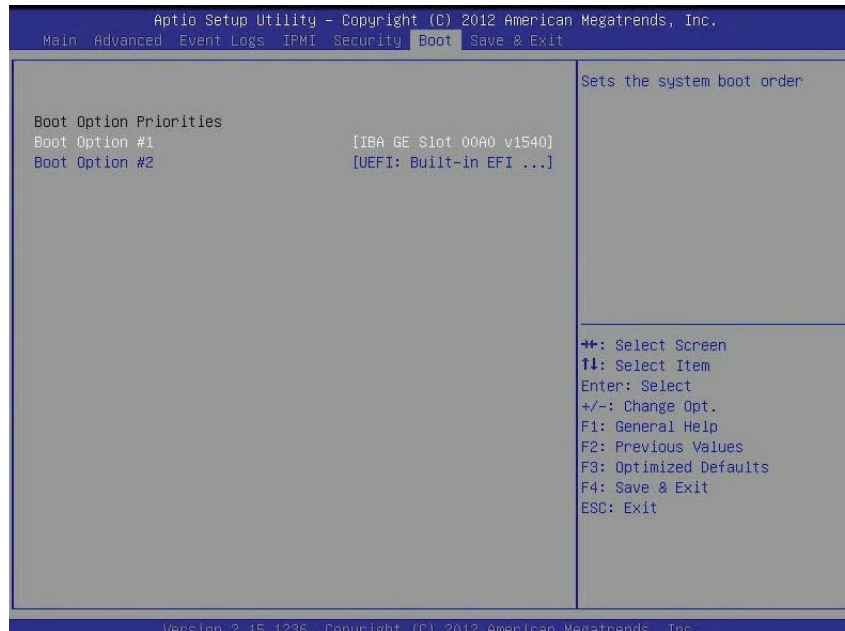 Aptio Setup Utility – Copyright (C) 2012 American Megatrends, Inc.
Main Advanced Event Logs IPMI Security Boot Save & Exit
Sets the system boot order
Boot Option Priorities
Boot Option #1 [IBA GE Slot 00A0 v1540]
Boot Option #2 [UEFI: Built-in EFI ...]
→←: Select Screen
↑↓: Select Item
Enter: Select
+/-: Change Opt.
F1: General Help
F2: Previous Values
F3: Optimized Defaults
F4: Save & Exit
ESC: Exit
Version 2.15.1236. Copyright (C) 2012 American Megatrends, Inc.